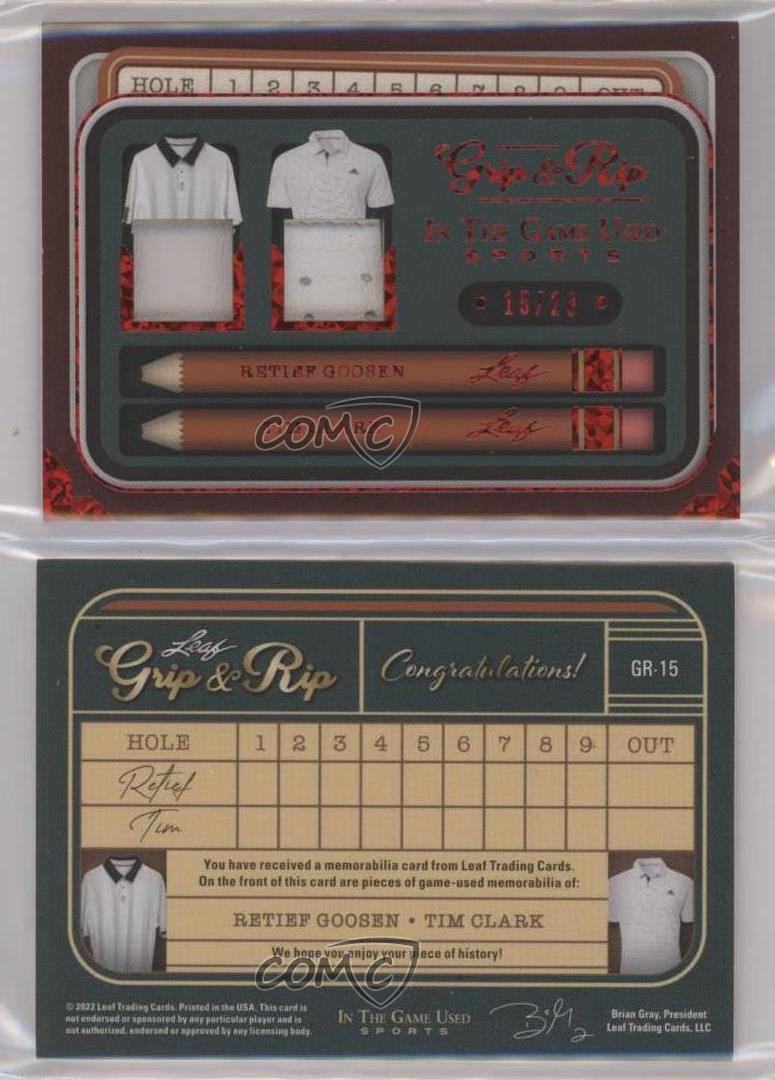 HOLE 1 2 3 4 5 6 7 8 9 OUT
Grip & Rip
IN THE GAME USED
SPORTS
RETIEF GOOSEN Leaf
COMC
Leaf
Leaf
Grip & Rip
Congratulations!
GR-15
HOLE 1 2 3 4 5 6 7 8 9 OUT
Retief
Tim
You have received a memorabilia card from Leaf Trading Cards.
On the front of this card are pieces of game-used memorabilia of:
RETIEF GOOSEN • TIM CLARK
We hope you enjoy your piece of history!
COMC
© 2022 Leaf Trading Cards. Printed in the USA. This card is
not endorsed or sponsored by any particular player and is
not authorized, endorsed or approved by any licensing body.
IN THE GAME USED
SPORTS
Brian Gray, President
Leaf Trading Cards, LLC